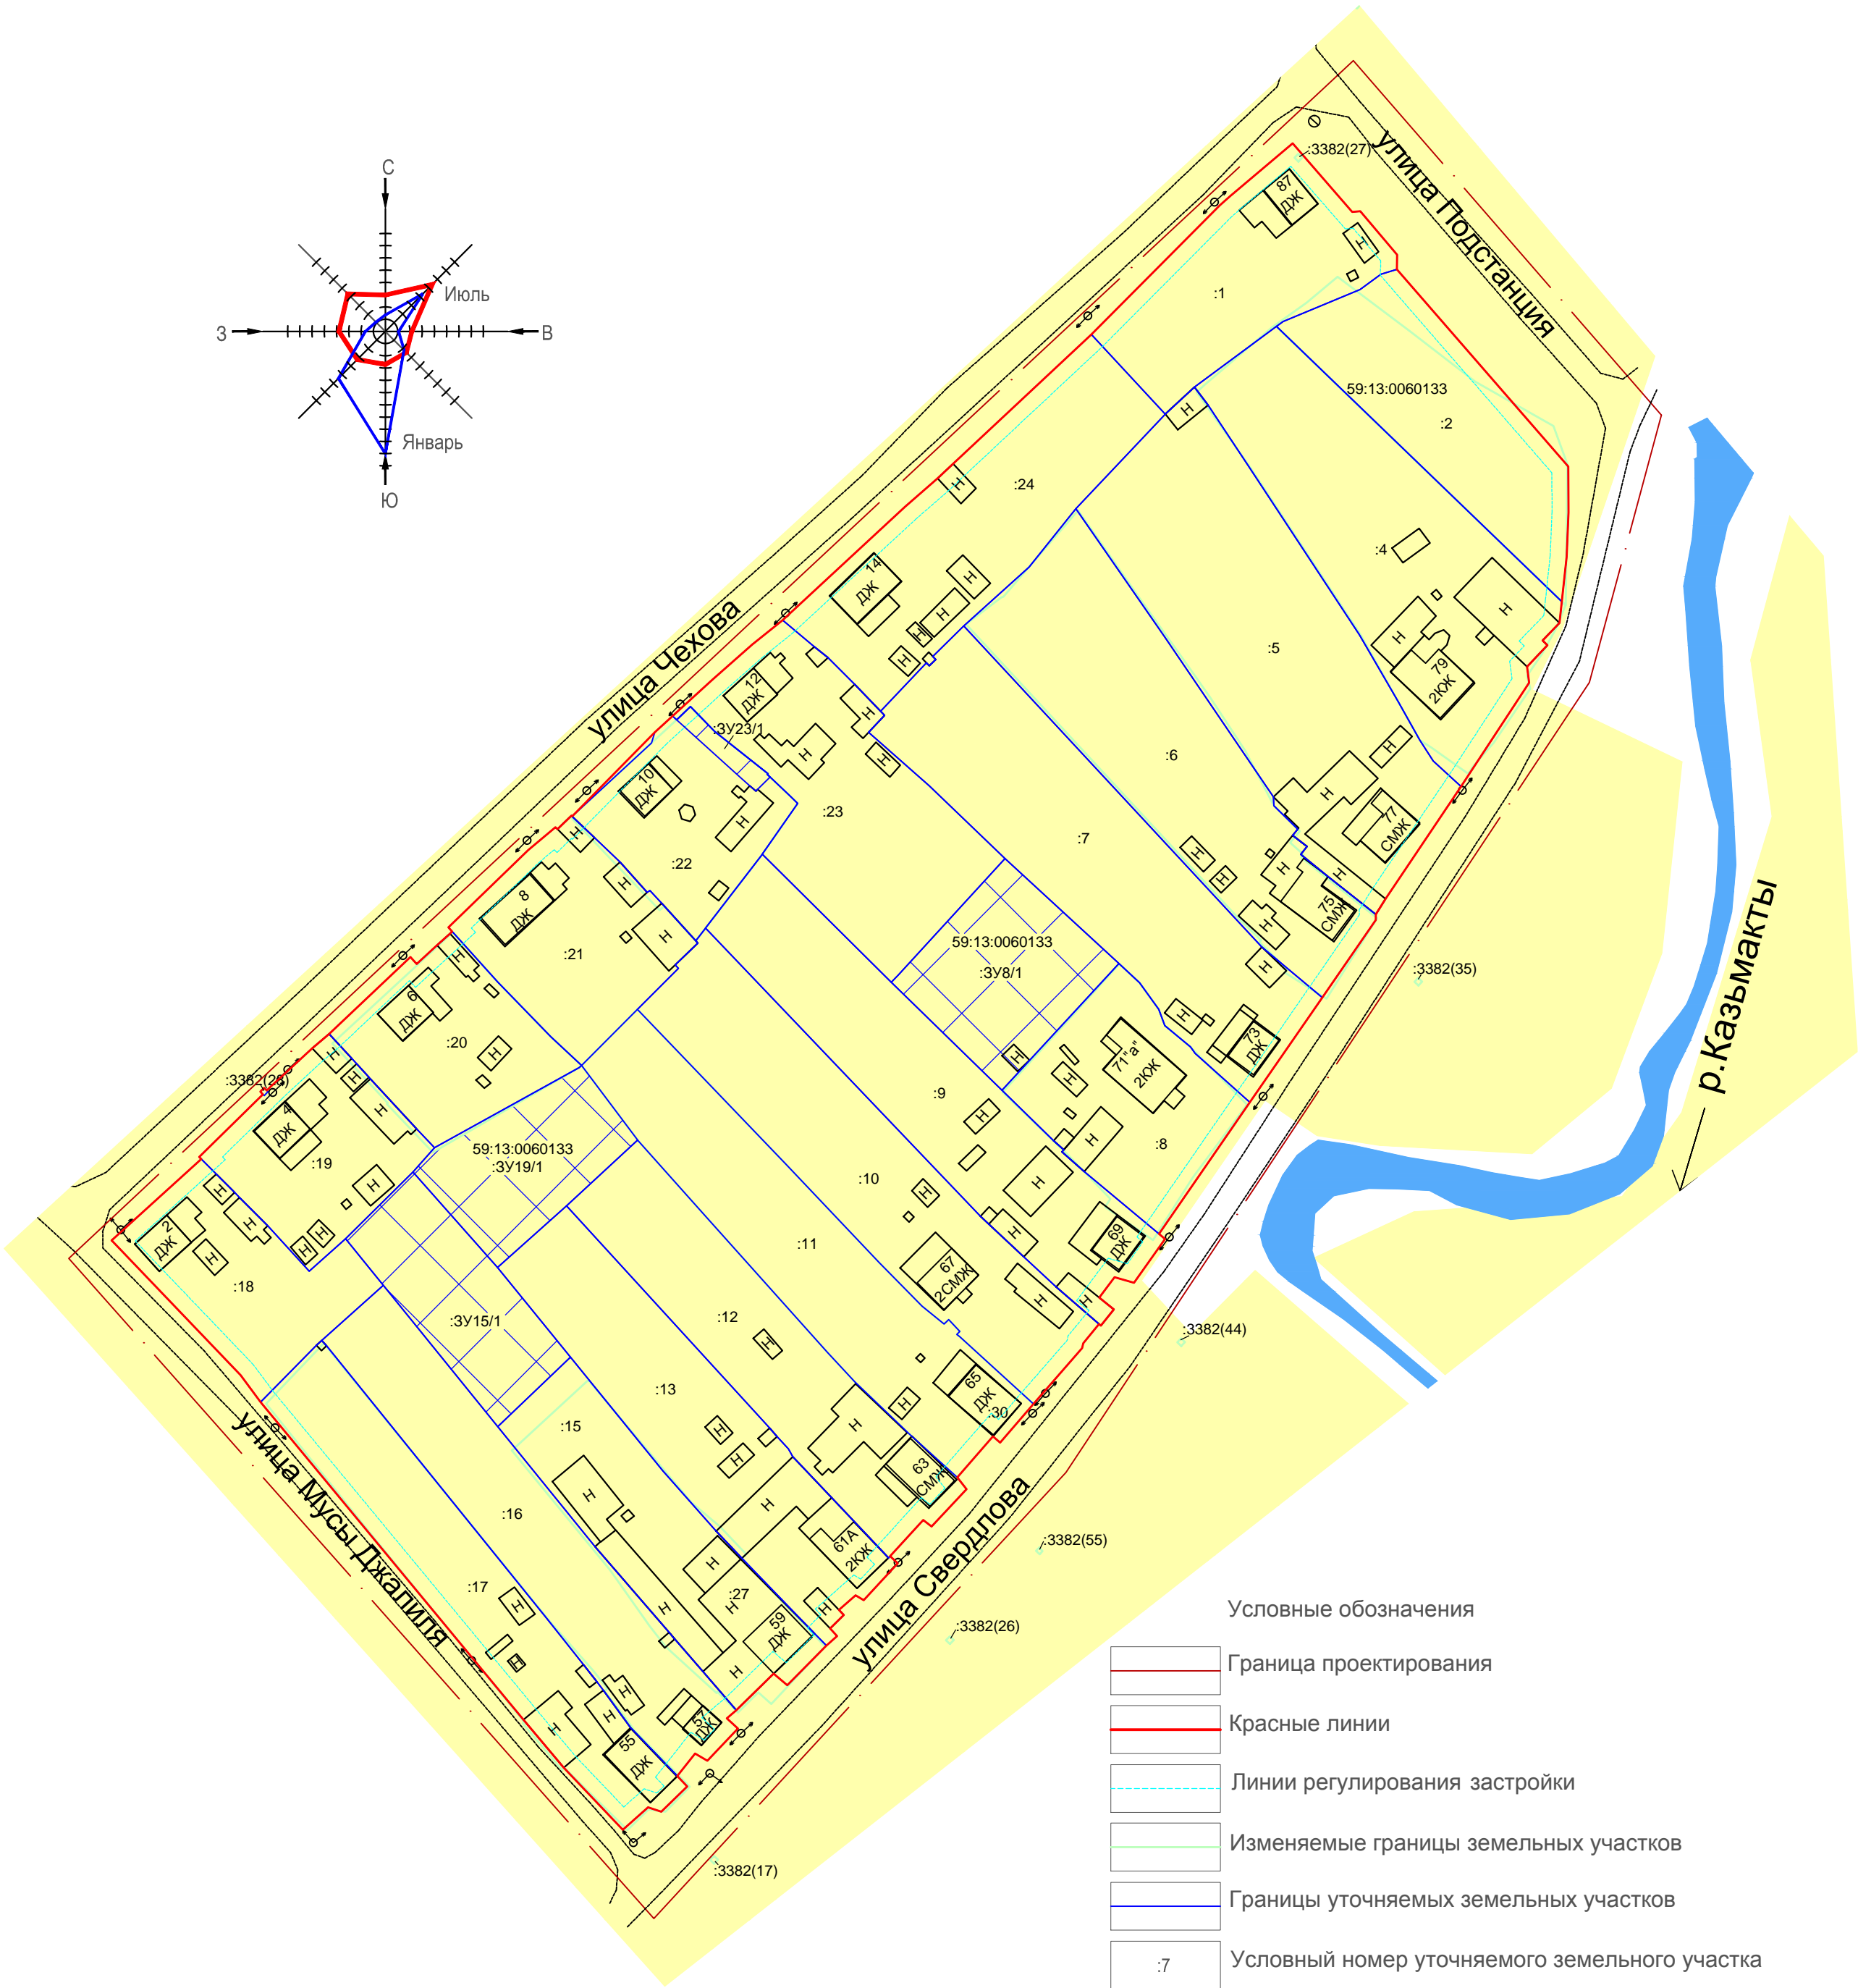 С
Июль
З
В
Январь
Ю
:3382(27)
87
ДЖ
улица Подстанция
Н
:1
59:13:0060133
:2
Н
:24
Н
:4
14
ДЖ
Н
Н
Н
Н
Н
Н
79
2КЖ
улица Чехова
:5
12
ДЖ
Н
:ЗУ23/1
Н
Н
Н
:6
10
ДЖ
Н
77
СМЖ
:23
Н
Н
:7
Н
:22
Н
Н
Н
Н
Н
8
ДЖ
75
СМЖ
р.Казьмакты
Н
Н
:21
59:13:0060133
:ЗУ8/1
Н
Н
:3382(35)
6
ДЖ
Н
:20
Н
71"а"
2КЖ
73
ДЖ
Н
Н
Н
Н
:3382(28)
:9
Н
4
ДЖ
Н
Н
:8
59:13:0060133
:ЗУ19/1
:19
Н
:10
Н
Н
Н
Н
2
ДЖ
Н
Н
Н
Н
:11
69
ДЖ
67
2СМЖ
:18
Н
Н
:ЗУ15/1
:12
:3382(44)
Н
:13
65
ДЖ
:30
Н
:15
Н
Н
Н
63
СМЖ
улица Мусы Джалиля
Н
Н
:16
61А
2КЖ
улица Свердлова
:3382(55)
Н
:17
Н
:27
Н
Н
Н
59
ДЖ
:3382(26)
Условные обозначения
Н
Н
Граница проектирования
Н
Н
Н
57
ДЖ
Красные линии
55
ДЖ
Линии регулирования застройки
Изменяемые границы земельных участков
:3382(17)
Границы уточняемых земельных участков
:7
Условный номер уточняемого земельного участка